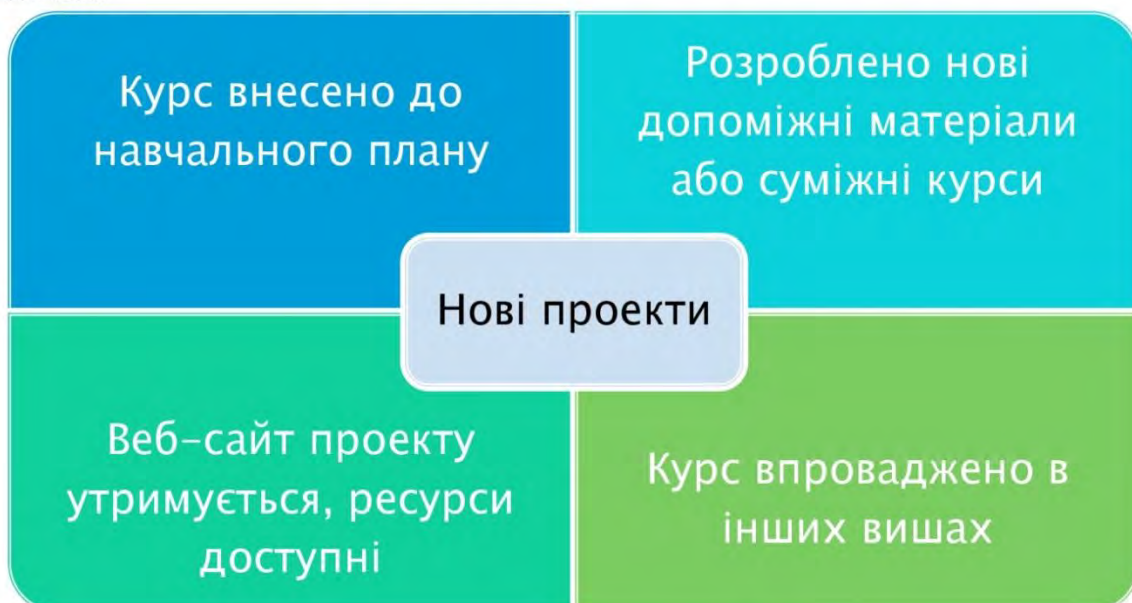 Курс внесено до
навчального плану
Розроблено нові
допоміжні матеріали
або суміжні курси
Нові проекти
Веб-сайт проекту
утримується, ресурси
доступні
Курс впроваджено в
інших вишах